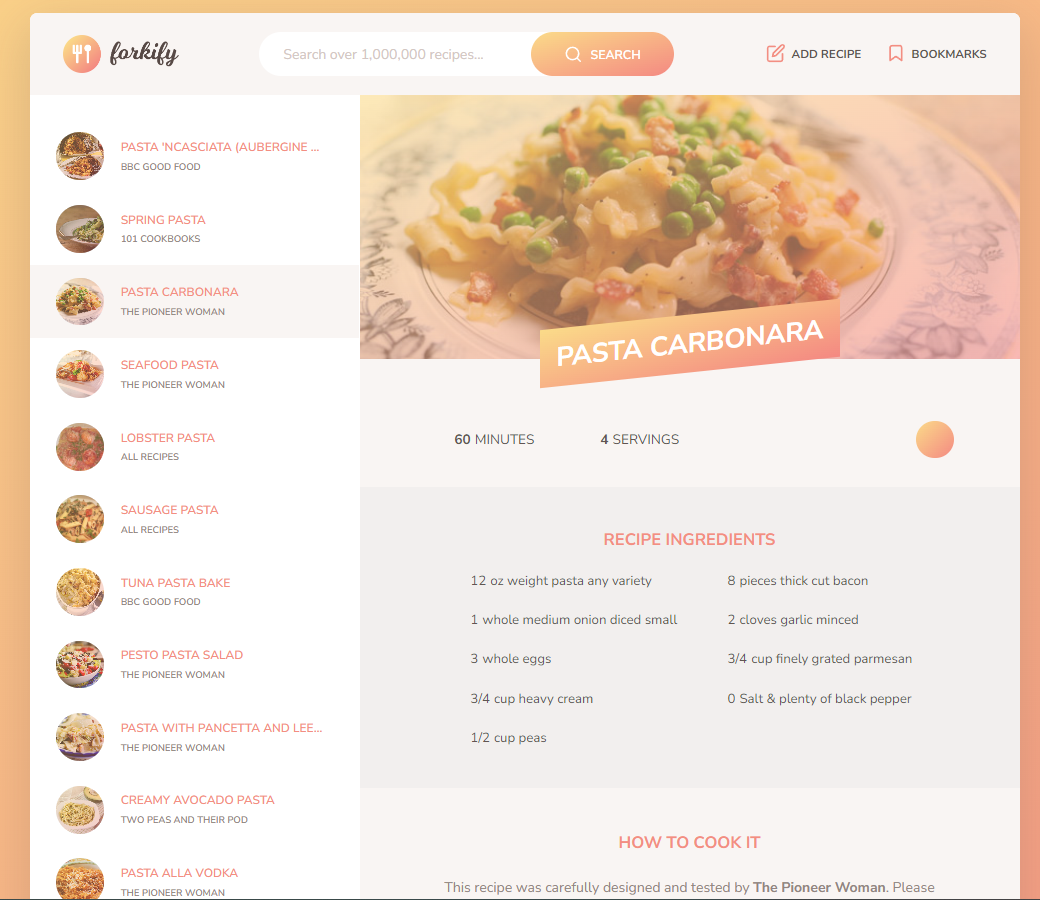 forkify
Search over 1,000,000 recipes...
SEARCH
ADD RECIPE
BOOKMARKS
PASTA 'NCASCIATA (AUBERGINE ...
BBC GOOD FOOD
SPRING PASTA
101 COOKBOOKS
PASTA CARBONARA
THE PIONEER WOMAN
SEAFOOD PASTA
THE PIONEER WOMAN
LOBSTER PASTA
ALL RECIPES
SAUSAGE PASTA
ALL RECIPES
TUNA PASTA BAKE
BBC GOOD FOOD
PESTO PASTA SALAD
THE PIONEER WOMAN
PASTA WITH PANCETTA AND LEE...
THE PIONEER WOMAN
CREAMY AVOCADO PASTA
TWO PEAS AND THEIR POD
PASTA ALLA VODKA
THE PIONEER WOMAN
PASTA CARBONARA
60 MINUTES
4 SERVINGS
RECIPE INGREDIENTS
12 oz weight pasta any variety
8 pieces thick cut bacon
1 whole medium onion diced small
2 cloves garlic minced
3 whole eggs
3/4 cup finely grated parmesan
3/4 cup heavy cream
0 Salt & plenty of black pepper
1/2 cup peas
HOW TO COOK IT
This recipe was carefully designed and tested by The Pioneer Woman. Please